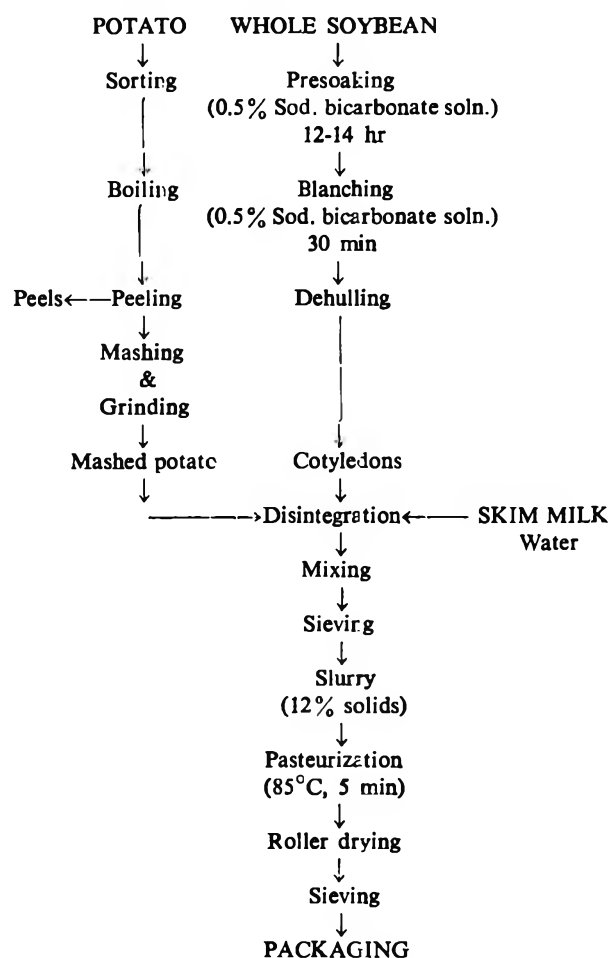 POTATO WHOLE SOYBEAN
Sorting Presoaking
(0.5% Sod. bicarbonate soln.)
12-14 hr
Boiling Blanching
(0.5% Sod. bicarbonate soln.)
30 min
Peels←—Peeling Dehulling
Mashing
&
Grinding
Mashed potato Cotyledons
Disintegration SKIM MILK
Water
Mixing
Sieving
Slurry
(12% solids)
Pasteurization
(85°C, 5 min)
Roller drying
Sieving
PACKAGING